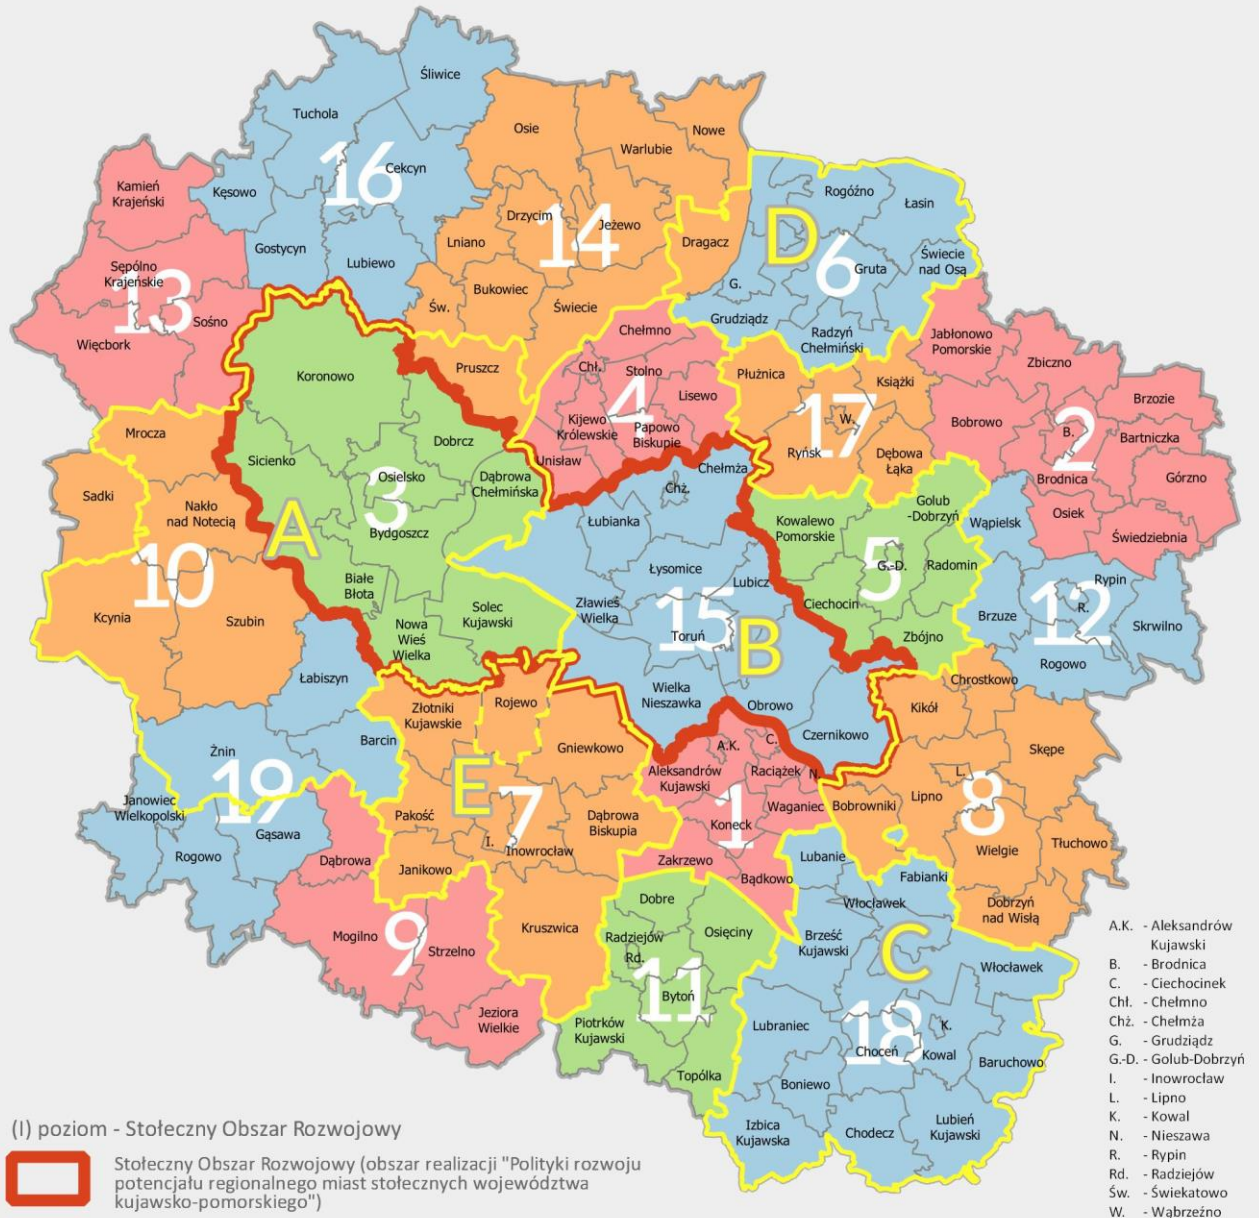 Śliwice
Tuchola
Osie
Nowe
Warlubie
16
Cekcyn
Kamień
Krajeński
Kęsowo
Rogóźno
Łasin
Drzycim
14
Jeżewo
D
6
Dragacz
Lniano
Gostycyn
Lubiewo
Sępólno
Krajeńskie
13
Gruta
Świecie
nad Osą
G.
Bukowiec
Św.
Świecie
Sośno
Więcbork
Grudziądz
Radzyń
Chełmiński
Chełmno
Jabłonowo
Pomorskie
Zbiczno
Koronowo
Pruszcz
Chł.
Stolno
4
Lisewo
Płużnica
Książki
17
W.
Brzozie
Kijewo
Królewskie
Papowo
Biskupie
Bobrowo
2
B.
Bartniczka
Mrocza
Dobrcz
Sicienko
Unisław
Ryńsk
Dębowa
Łąka
Chełmża
Brodnica
Górzno
Osielsko
3
Dąbrowa
Chełmińska
Chż.
Sadki
Nakło
nad Notecią
A
Golub
-Dobrzyń
Osiek
Łubianka
Kowalewo
Pomorskie
Wąpielsk
Świedziebnia
Bydgoszcz
10
5
G.-D.
Radomin
Łysomice
Lubicz
Białe
Błota
Rypin
12
R.
Kcynia
Szubin
Solec
Kujawski
Zławieś
Wielka
15
Toruń
B
Ciechocin
Brzuze
Skrwilno
Nowa
Wieś
Wielka
Zbójno
Rogowo
Łabiszyn
Wielka
Nieszawka
Obrowo
Chrostkowo
Kikół
Złotniki
Kujawskie
Rojewo
Gniewkowo
Czernikowo
Żnin
Barcin
A.K.
C.
Skępe
19
E
Aleksandrów
Kujawski
Raciążek
N.
L.
Janowiec
Wielkopolski
Gąsawa
Pakość
7
Dąbrowa
Biskupia
1
Koneck
Waganiec
Bobrowniki
Lipno
8
I.
Inowrocław
Wielgie
Tłuchowo
Rogowo
Dąbrowa
Janikowo
Zakrzewo
Bądkowo
Lubanie
Fabianki
Dobre
Włocławek
Dobrzyń
nad Wisłą
Mogilno
9
Strzelno
Kruszwica
Radziejów
Rd.
Osięciny
Brześć
Kujawski
C
Włocławek
11
Bytoń
Jeziora
Wielkie
Piotrków
Kujawski
Lubraniec
18
Choceń
K.
Kowal
Baruchowo
Topólka
Boniewo
Izbica
Kujawska
Chodecz
Lubień
Kujawski
A.K. - Aleksandrów
Kujawski
B. - Brodnica
C. - Ciechocinek
Chł. - Chełmno
Chż. - Chełmża
G. - Grudziądz
G.-D. - Golub-Dobrzyń
I. - Inowrocław
L. - Lipno
K. - Kowal
N. - Nieszawa
R. - Rypin
Rd. - Radziejów
Św. - Świekatowo
W. - Wąbrzeźno
(I) poziom - Stołeczny Obszar Rozwojowy
Stołeczny Obszar Rozwojowy (obszar realizacji "Polityki rozwoju
potencjału regionalnego miast stołecznych województwa
kujawsko-pomorskiego")